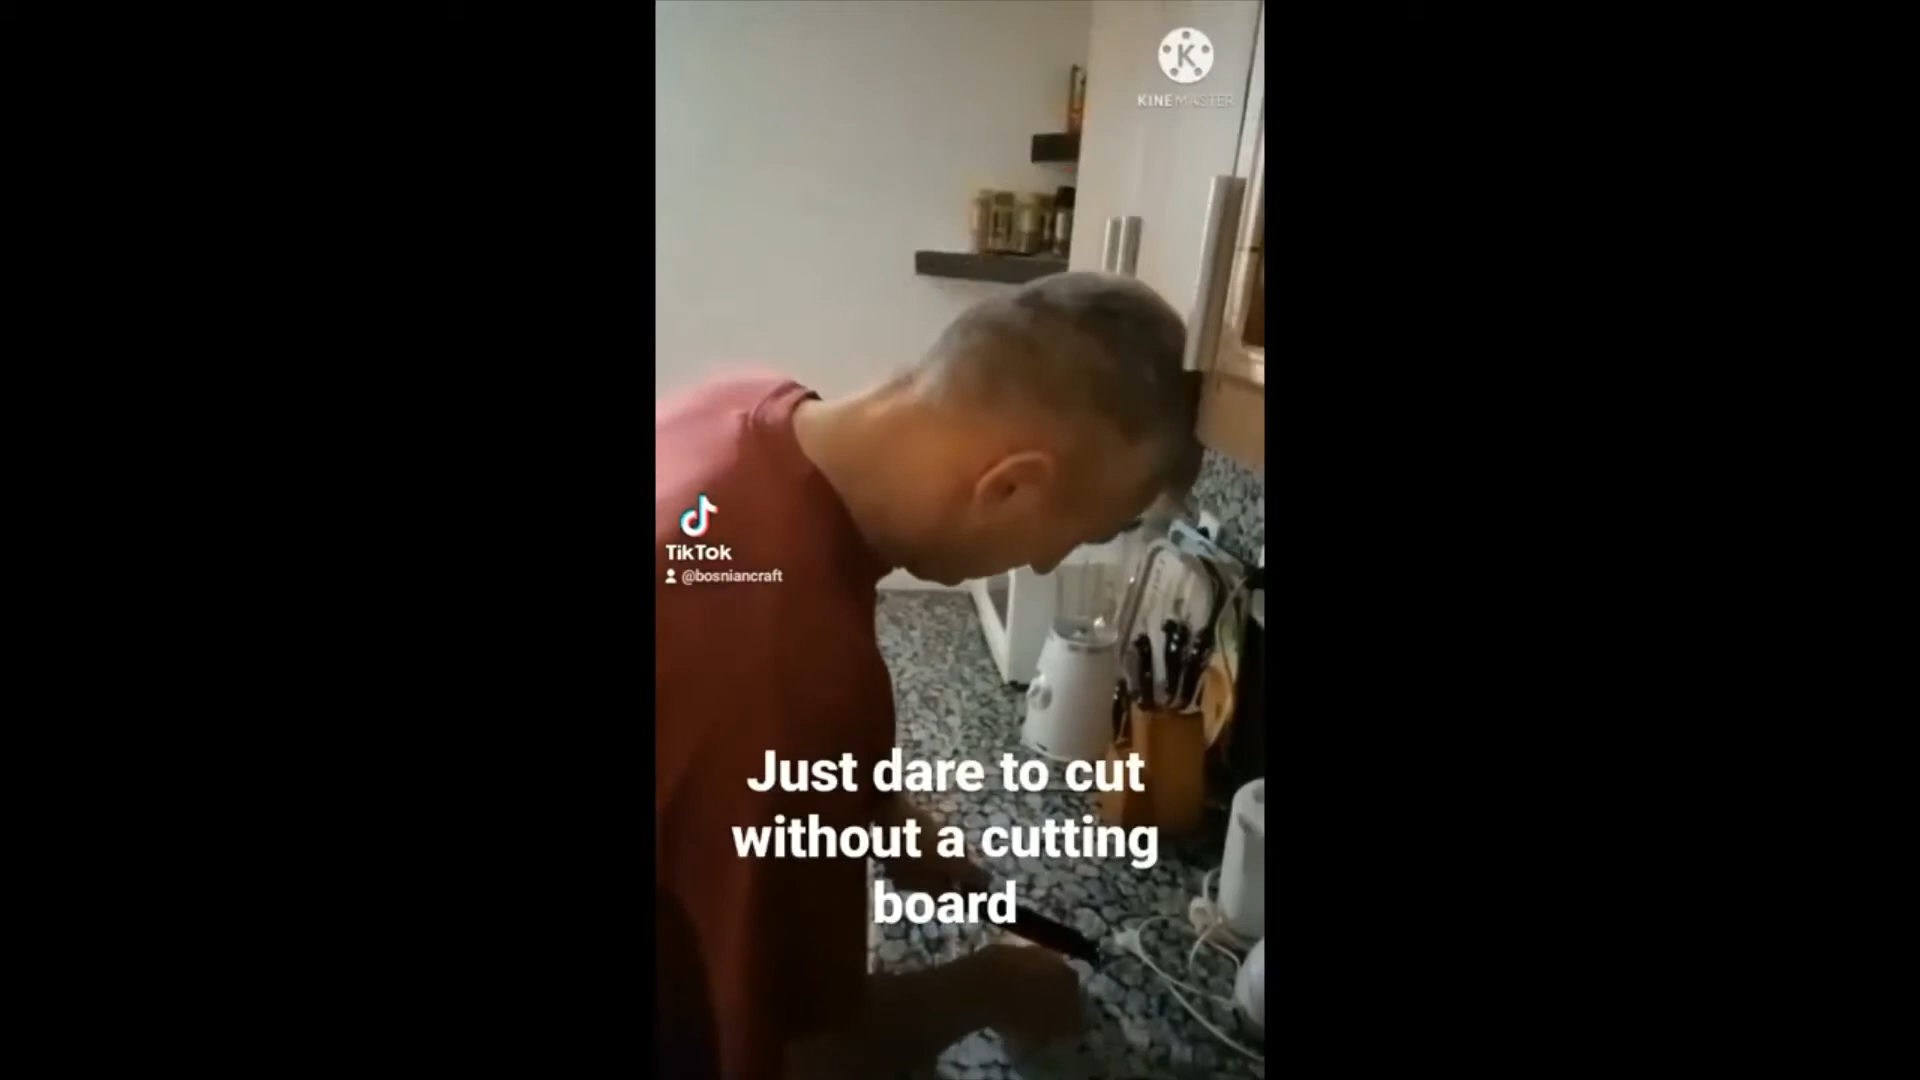 KINEMASTER
TikTok
@bosniancraft
Just dare to cut
without a cutting
board